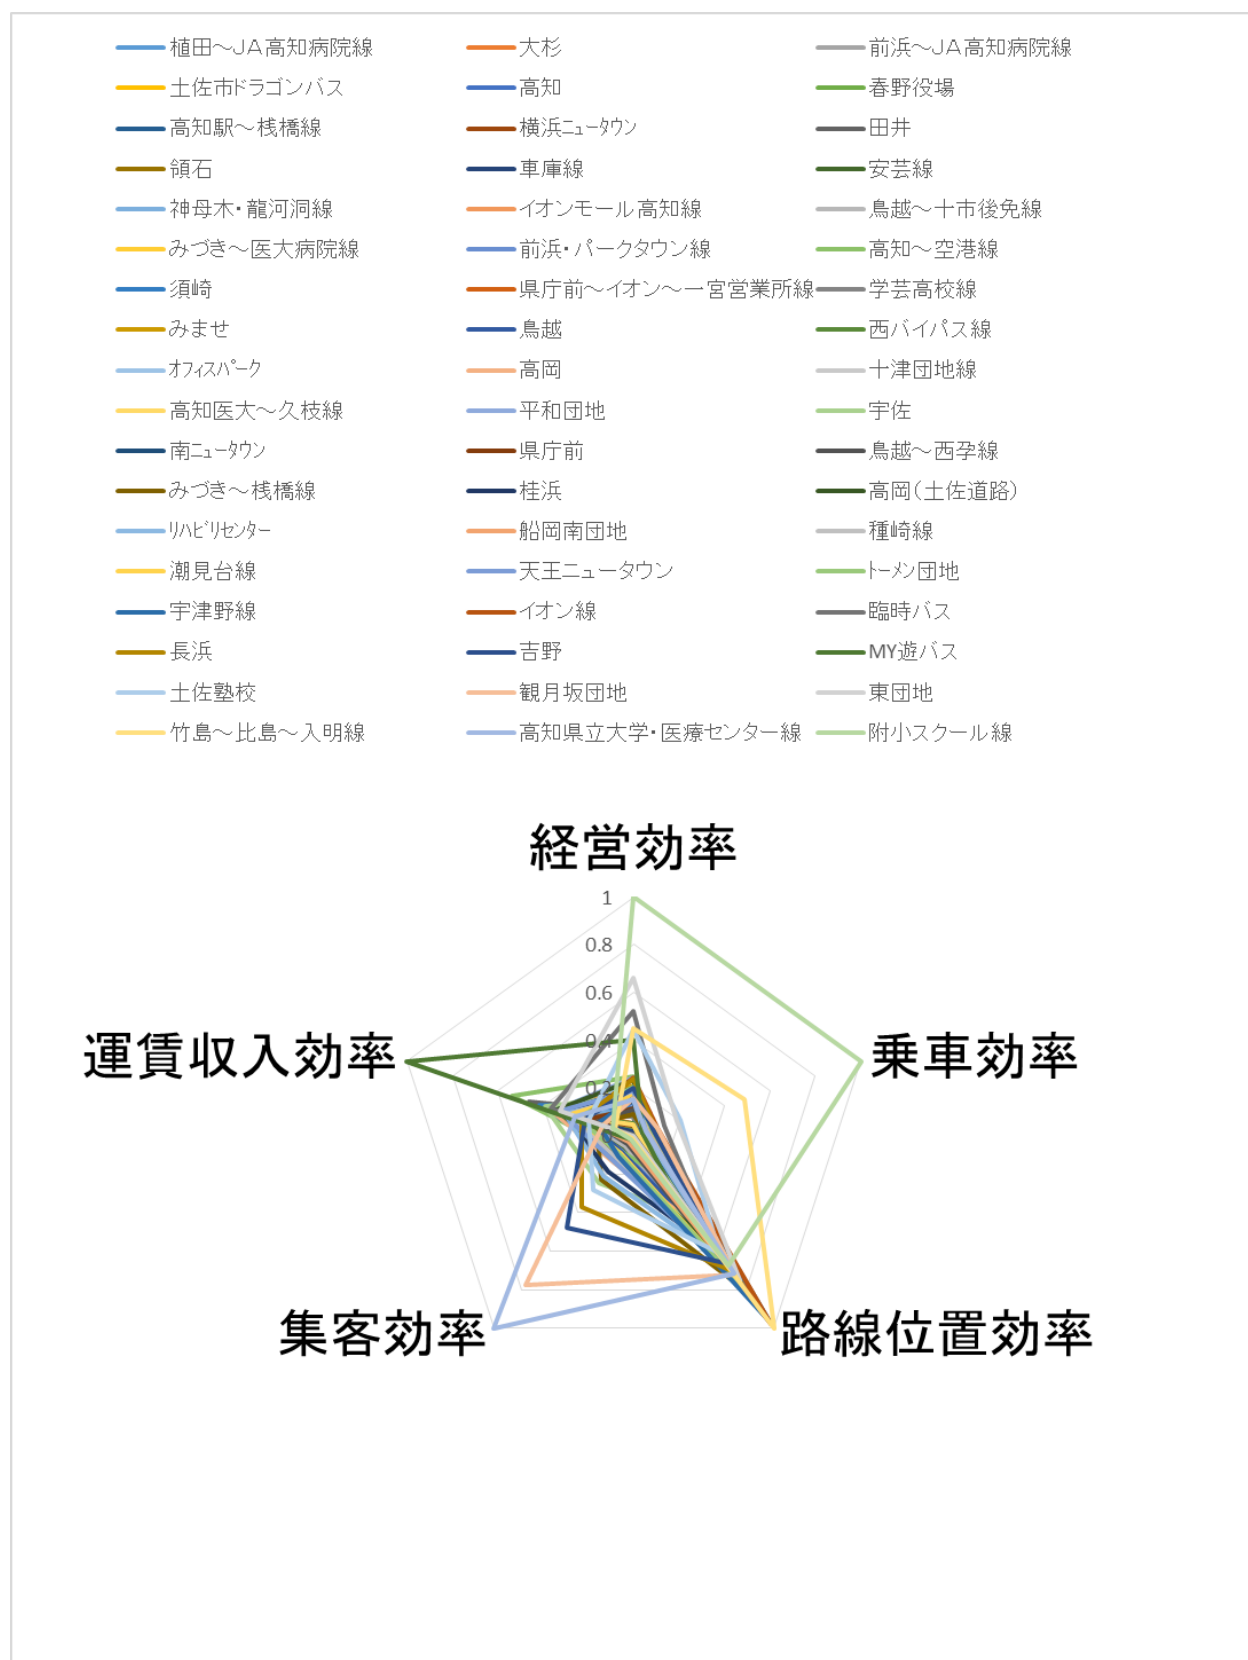 植田～JA高知病院線 大杉 前浜～JA高知病院線
土佐市ドラゴンバス 高知 春野役場
高知駅～桟橋線 横浜ﾆｭｰﾀｳﾝ 田井
領石 車庫線 安芸線
神母木・龍河洞線 イオンモール高知線 鳥越～十市後免線
みづき～医大病院線 前浜・パークタウン線 高知～空港線
須崎 県庁前～イオン～一宮営業所線 学芸高校線
みませ 鳥越 西バイパス線
ｵﾌｨｽﾊﾟｰｸ 高岡 十津団地線
高知医大～久枝線 平和団地 宇佐
南ﾆｭｰﾀｳﾝ 県庁前 鳥越～西孕線
みづき～桟橋線 桂浜 高岡（土佐道路）
ﾘﾊﾋﾞﾘｾﾝﾀｰ 船岡南団地 種崎線
潮見台線 天王ニュータウン ﾄｰﾒﾝ団地
宇津野線 イオン線 臨時バス
長浜 吉野 MY遊バス
土佐塾校 観月坂団地 東団地
竹島～比島～入明線 高知県立大学・医療センター線 附小スクール線
経営効率
1
0.8
0.6
0.4
0.2
0
運賃収入効率 乗車効率
集客効率 路線位置効率